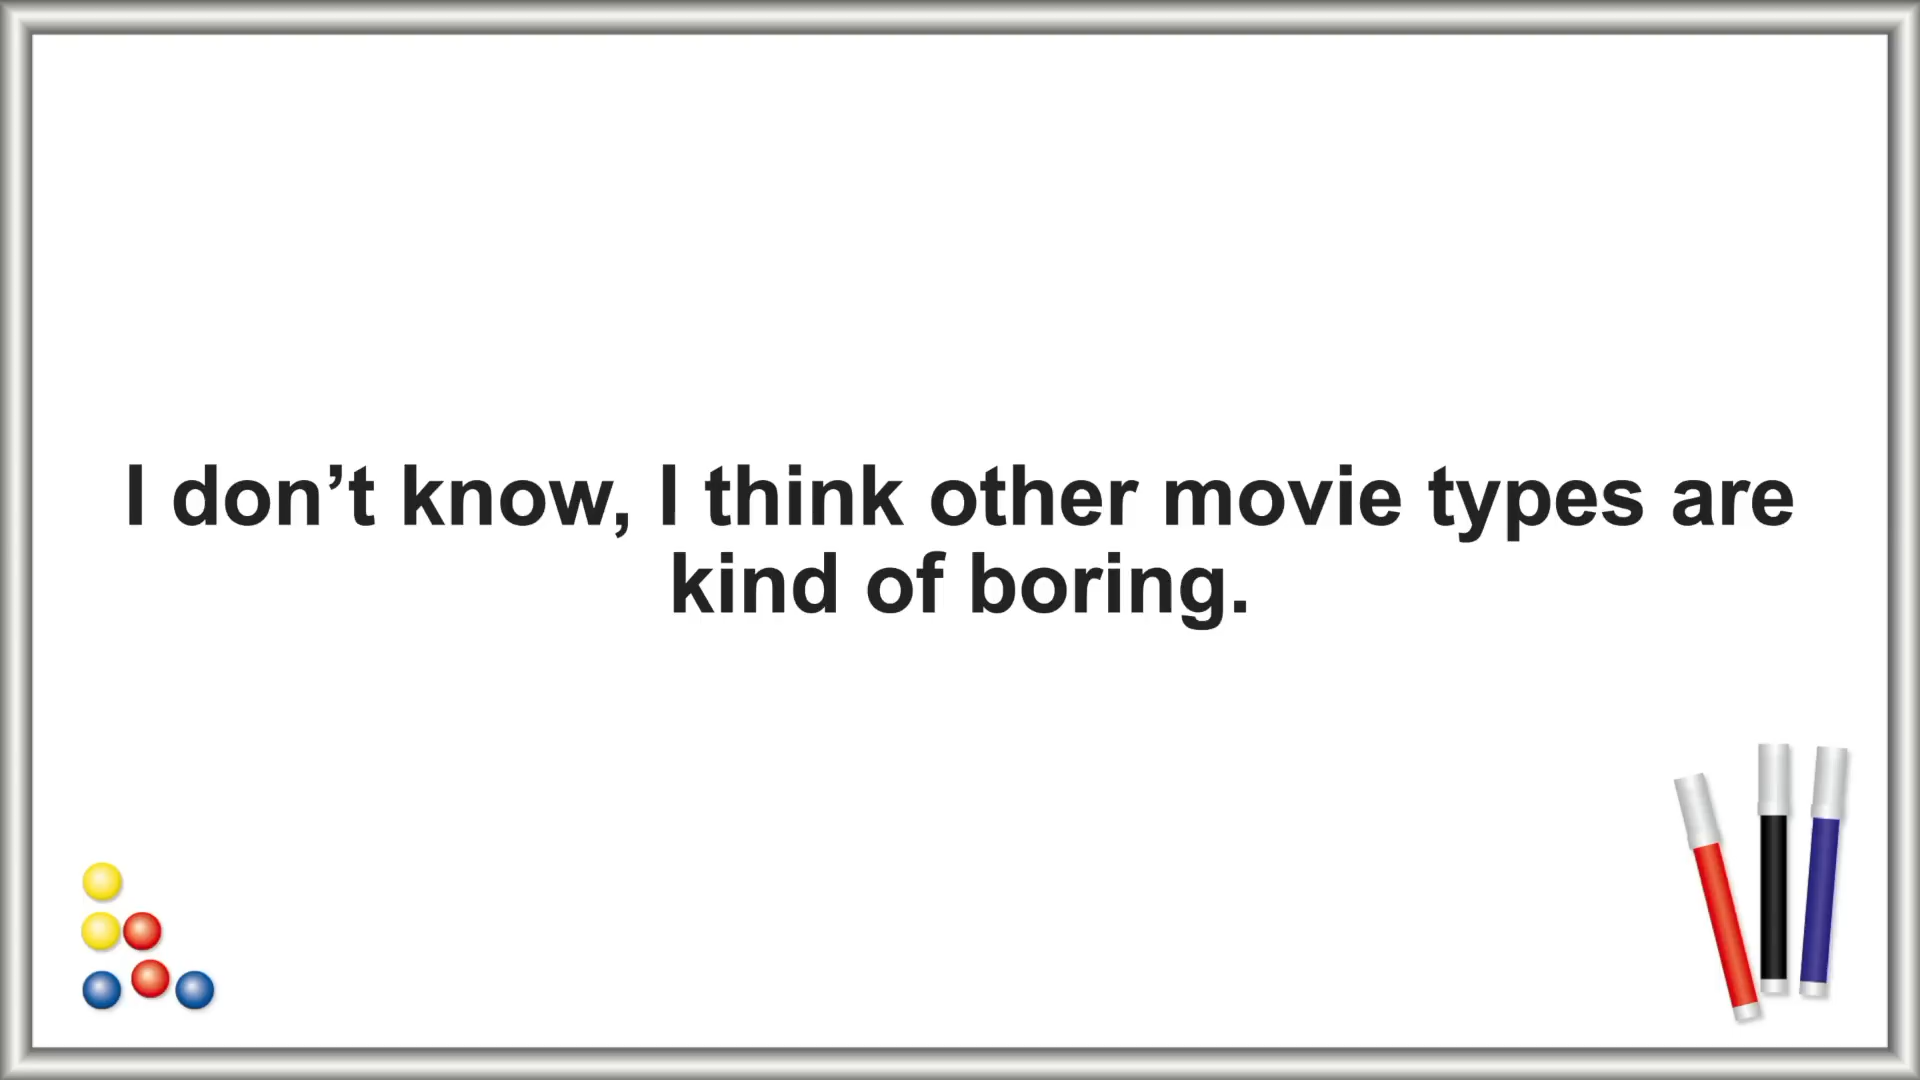 I don’t know, I think other movie types are
kind of boring.